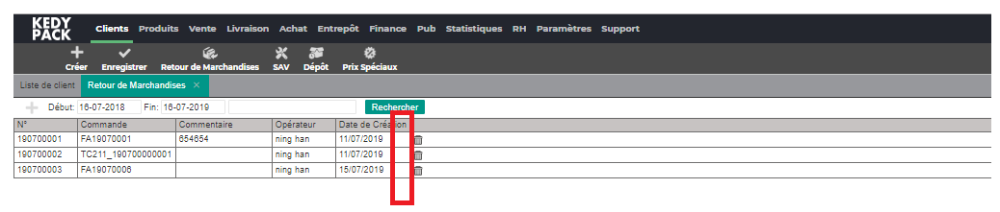 KEDY
PACK
Clients Produits Vente Livraison Achat Entrepôt Finance Pub Statistiques RH Paramètres Support
Créer Enregistrer Retour de Marchandises SAV Dépôt Prix Spéciaux
Liste de client Retour de Marchandises ×
Début: 16-07-2018 Fin: 16-07-2019 Rechercher
N° Commande Commentaire Opérateur Date de Création
190700001 FA19070001 654654 ning han 11/07/2019
190700002 TC211_190700000001 ning han 11/07/2019
190700003 FA19070006 ning han 15/07/2019